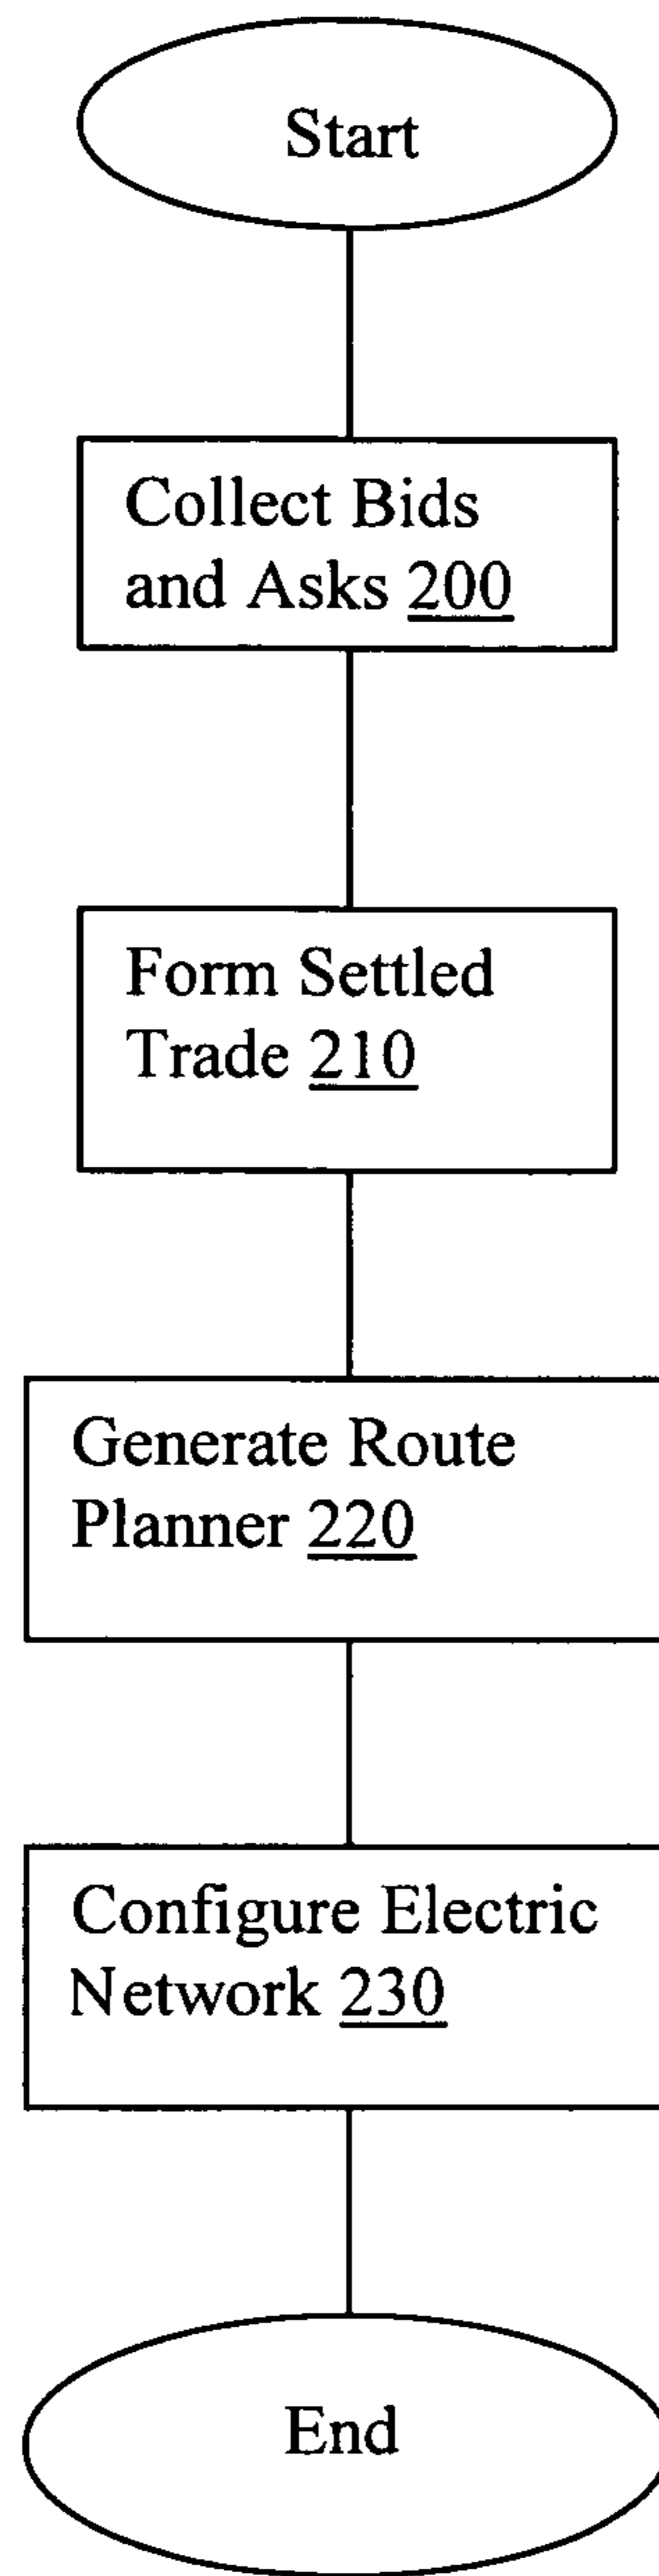 Start
Collect Bids
and Asks 200
Form Settled
Trade 210
Generate Route
Planner 220
Configure Electric
Network 230
End